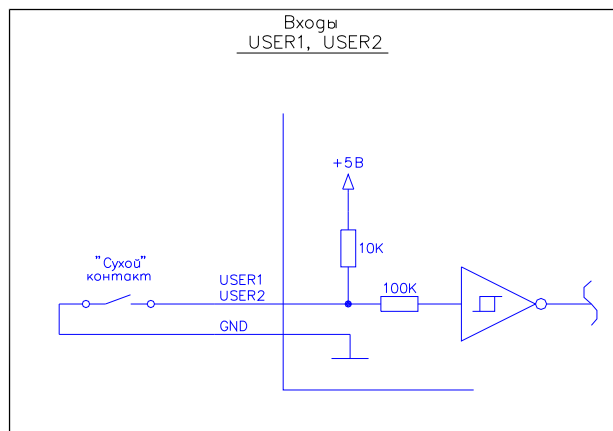 Входы
USER1, USER2
+5В
10K
"Сухой"
контакт
USER1
USER2
100K
GND